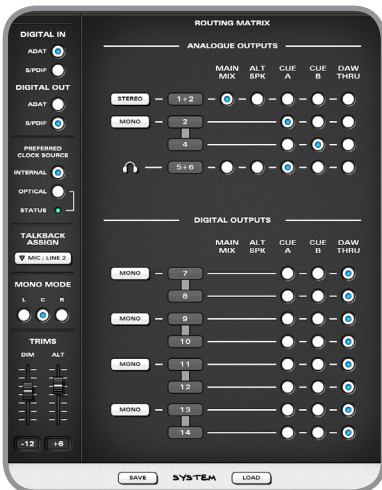 ROUTING MATRIX
DIGITAL IN
ADAT
S/PDIF
DIGITAL OUT
ADAT
S/PDIF
PREFERRED
CLOCK SOURCE
INTERNAL
OPTICAL
STATUS
TALKBACK
ASSIGN
▼ MIC / LINE 2
MONO MODE
L C R
TRIMS
DIM ALT
-12 +6
ANALOGUE OUTPUTS
MAIN MIX ALT SPK CUE A CUE B DAW THRU
STEREO 1+2
MONO 2
4
5+6
DIGITAL OUTPUTS
MAIN MIX ALT SPK CUE A CUE B DAW THRU
MONO 7
8
MONO 9
10
MONO 11
12
MONO 13
14
SAVE SYSTEM LOAD